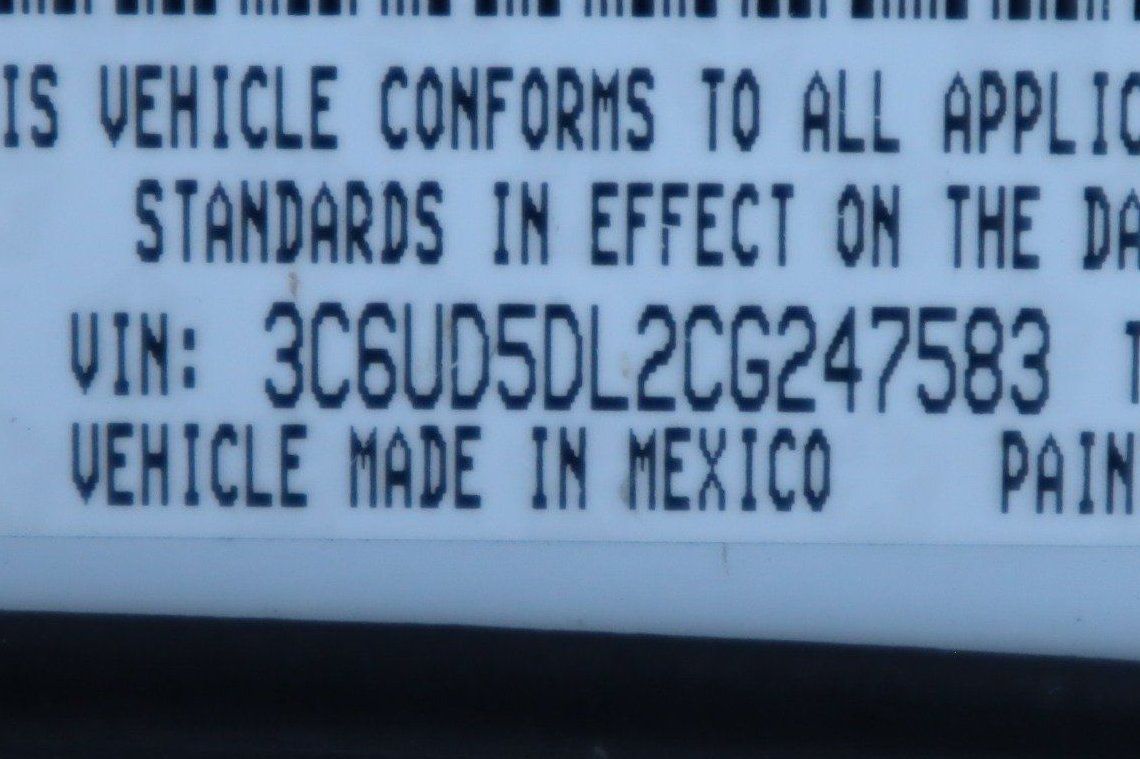 IS VEHICLE CONFORMS TO ALL APPLIC
STANDARDS IN EFFECT ON THE DA
VIN: 3C6UD5DL2CG247583 T
VEHICLE MADE IN MEXICO PAIN